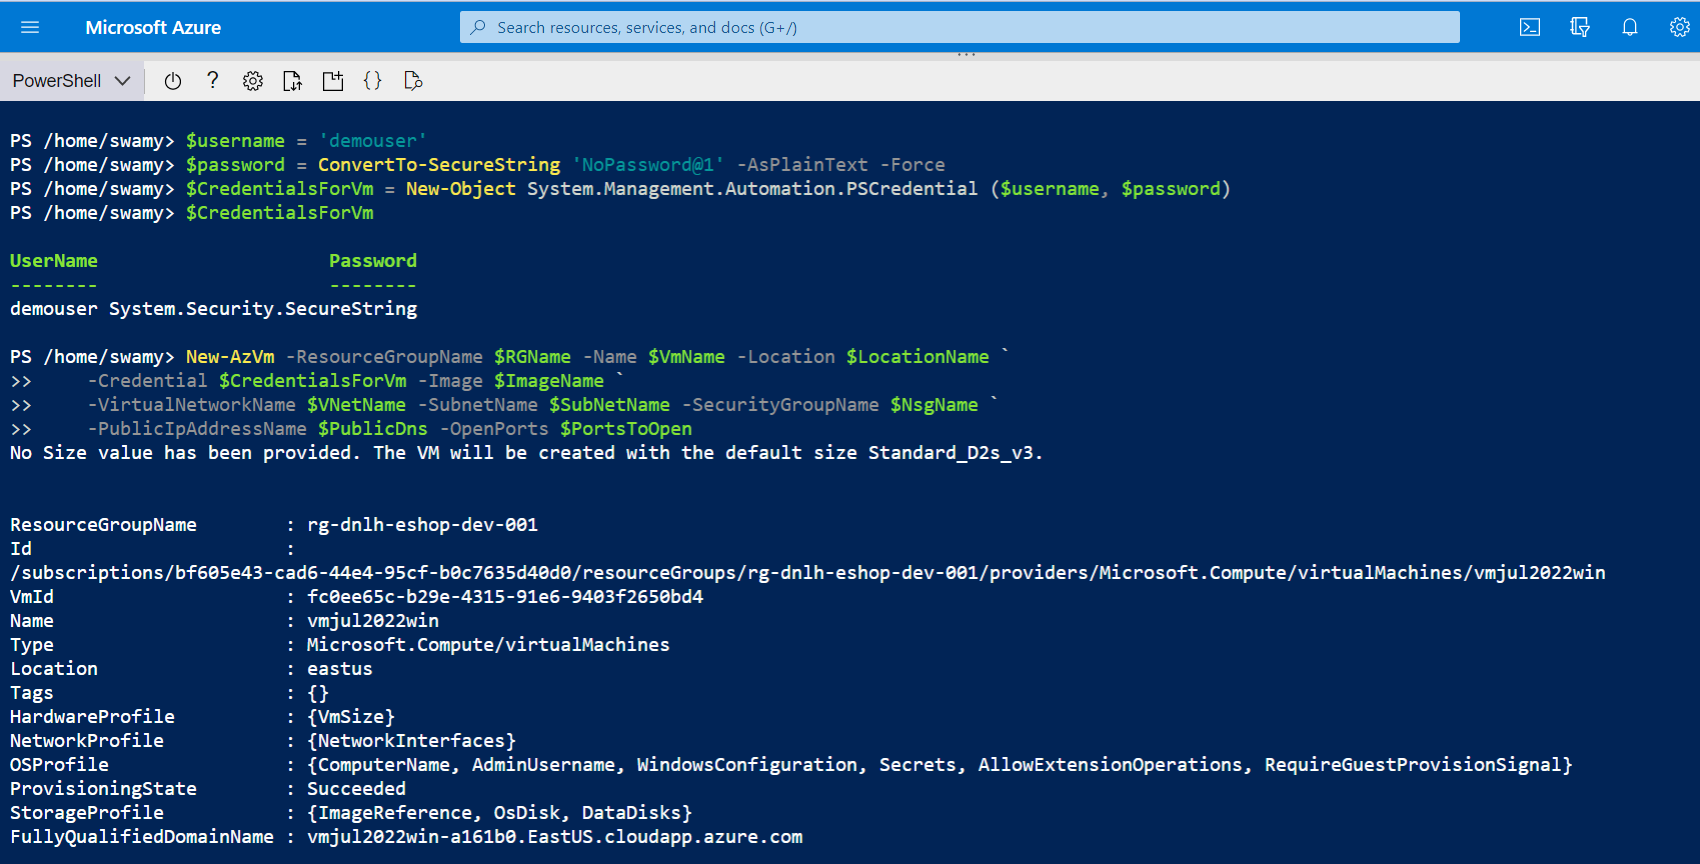 Microsoft Azure
Search resources, services, and docs (G+/)
PowerShell
PS /home/swamy> $username = 'demouser'
PS /home/swamy> $password = ConvertTo-SecureString 'NoPassword@1' -AsPlainText -Force
PS /home/swamy> $CredentialsForVm = New-Object System.Management.Automation.PSCredential ($username, $password)
PS /home/swamy> $CredentialsForVm
UserName                     Password
--------                     --------
demouser System.Security.SecureString
PS /home/swamy> New-AzVm -ResourceGroupName $RGName -Name $VmName -Location $LocationName `
>>     -Credential $CredentialsForVm -Image $ImageName `
>>     -VirtualNetworkName $VNetName -SubnetName $SubNetName -SecurityGroupName $NsgName `
>>     -PublicIpAddressName $PublicDns -OpenPorts $PortsToOpen
No Size value has been provided. The VM will be created with the default size Standard_D2s_v3.
ResourceGroupName        : rg-dnlh-eshop-dev-001
Id                       :
/subscriptions/bf605e43-cad6-44e4-95cf-b0c7635d40d0/resourceGroups/rg-dnlh-eshop-dev-001/providers/Microsoft.Compute/virtualMachines/vmjul2022win
VmId                     : fc0ee65c-b29e-4315-91e6-9403f2650bd4
Name                     : vmjul2022win
Type                     : Microsoft.Compute/virtualMachines
Location                 : eastus
Tags                     : {}
HardwareProfile          : {VmSize}
NetworkProfile           : {NetworkInterfaces}
OSProfile                : {ComputerName, AdminUsername, WindowsConfiguration, Secrets, AllowExtensionOperations, RequireGuestProvisionSignal}
ProvisioningState        : Succeeded
StorageProfile           : {ImageReference, OsDisk, DataDisks}
FullyQualifiedDomainName : vmjul2022win-a161b0.EastUS.cloudapp.azure.com